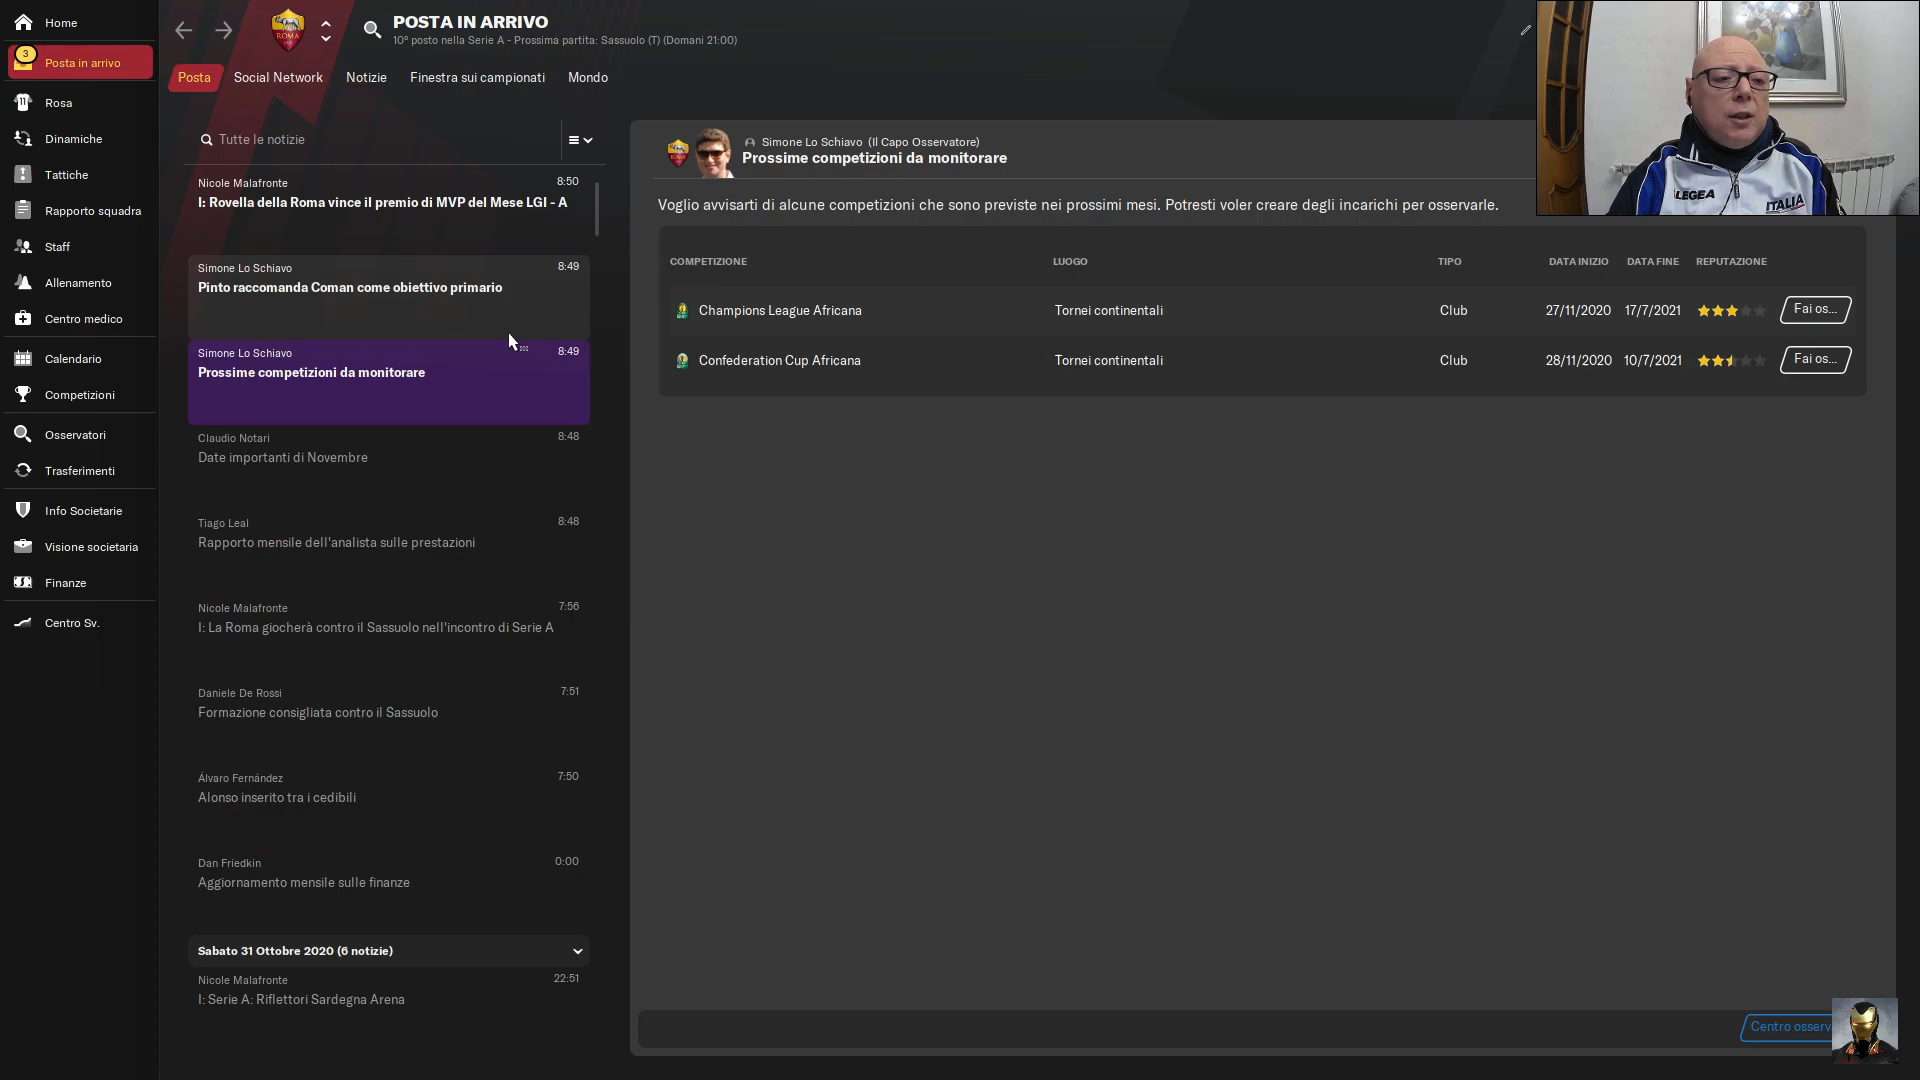 Home
3
Posta in arrivo
Rosa
Dinamiche
Tattiche
Rapporto squadra
Staff
Allenamento
Centro medico
Calendario
Competizioni
Osservatori
Trasferimenti
Info Societarie
Visione societaria
Finanze
Centro Sv.
ROMA
POSTA IN ARRIVO
10° posto nella Serie A - Prossima partita: Sassuolo (T) (Domani 21:00)
Posta Social Network Notizie Finestra sui campionati Mondo
Tutte le notizie
Nicole Malafronte 8:50
I: Rovella della Roma vince il premio di MVP del Mese LGI - A
Simone Lo Schiavo 8:49
Pinto raccomanda Coman come obiettivo primario
Simone Lo Schiavo 8:49
Prossime competizioni da monitorare
Claudio Notari 8:48
Date importanti di Novembre
Tiago Leal 8:48
Rapporto mensile dell'analista sulle prestazioni
Nicole Malafronte 7:56
I: La Roma giocherà contro il Sassuolo nell'incontro di Serie A
Daniele De Rossi 7:51
Formazione consigliata contro il Sassuolo
Álvaro Fernández 7:50
Alonso inserito tra i cedibili
Dan Friedkin 0:00
Aggiornamento mensile sulle finanze
Sabato 31 Ottobre 2020 (6 notizie)
Nicole Malafronte 22:51
I: Serie A: Riflettori Sardegna Arena
Simone Lo Schiavo (Il Capo Osservatore)
Prossime competizioni da monitorare
Voglio avvisarti di alcune competizioni che sono previste nei prossimi mesi. Potresti voler creare degli incarichi per osservarle.
COMPETIZIONE LUOGO TIPO DATA INIZIO DATA FINE REPUTAZIONE
Champions League Africana Tornei continentali Club 27/11/2020 17/7/2021 Fai os...
Confederation Cup Africana Tornei continentali Club 28/11/2020 10/7/2021 Fai os...
Centro osserv
LEGEA
ITALIA